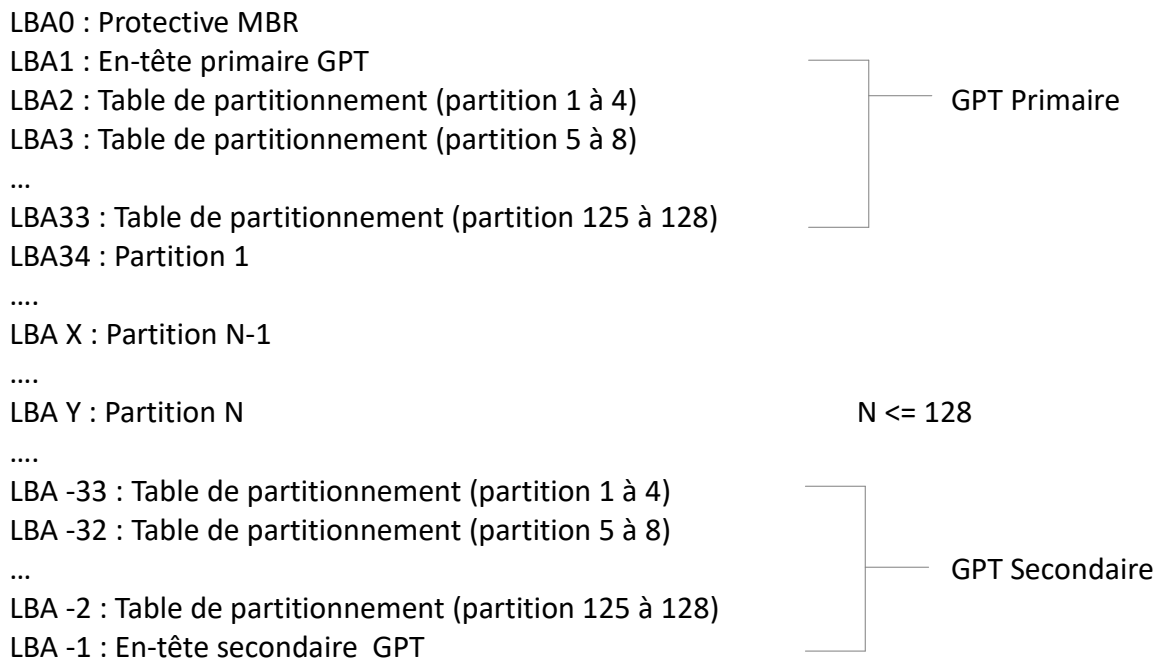 LBA0 : Protective MBR
LBA1 : En-tête primaire GPT
LBA2 : Table de partitionnement (partition 1 à 4) GPT Primaire
LBA3 : Table de partitionnement (partition 5 à 8)
…
LBA33 : Table de partitionnement (partition 125 à 128)
LBA34 : Partition 1
….
LBA X : Partition N-1
….
LBA Y : Partition N N <= 128
….
LBA -33 : Table de partitionnement (partition 1 à 4)
LBA -32 : Table de partitionnement (partition 5 à 8)
… GPT Secondaire
LBA -2 : Table de partitionnement (partition 125 à 128)
LBA -1 : En-tête secondaire  GPT